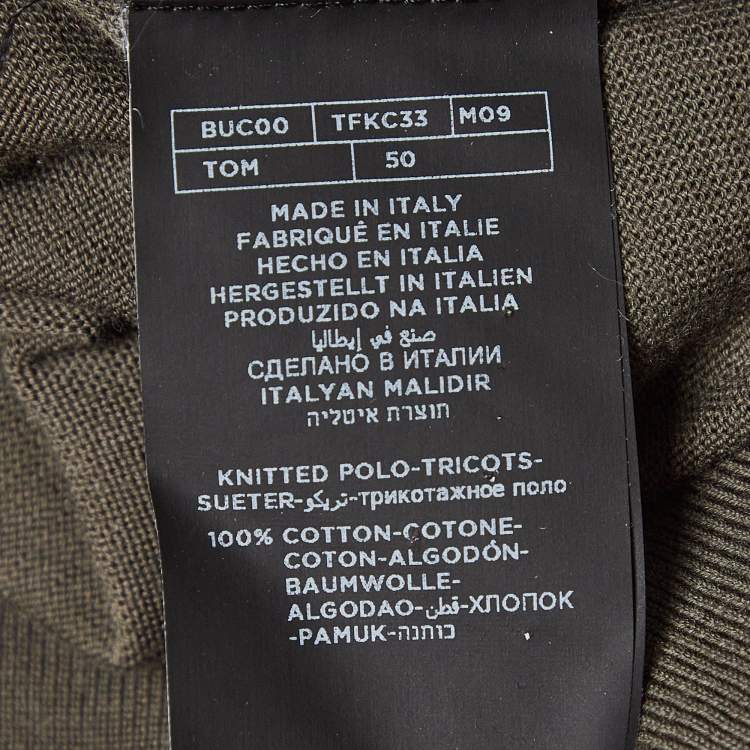 BUC00 TFKC33 M09
TOM 50
MADE IN ITALY
FABRIQUÉ EN ITALIE
HECHO EN ITALIA
HERGESTELLT IN ITALIEN
PRODUZIDO NA ITALIA
صنع في إيطاليا
СДЕЛАНО В ИТАЛИИ
ITALYAN MALIDIR
תוצרת איטליה
KNITTED POLO-TRICOTS-
SUETER-تريكو-трикотажное поло
100% COTTON-COTONE-
COTON-ALGODÓN-
BAUMWOLLE-
ALGODAO-قطن-ХЛОПОК
-PAMUK-כותנה